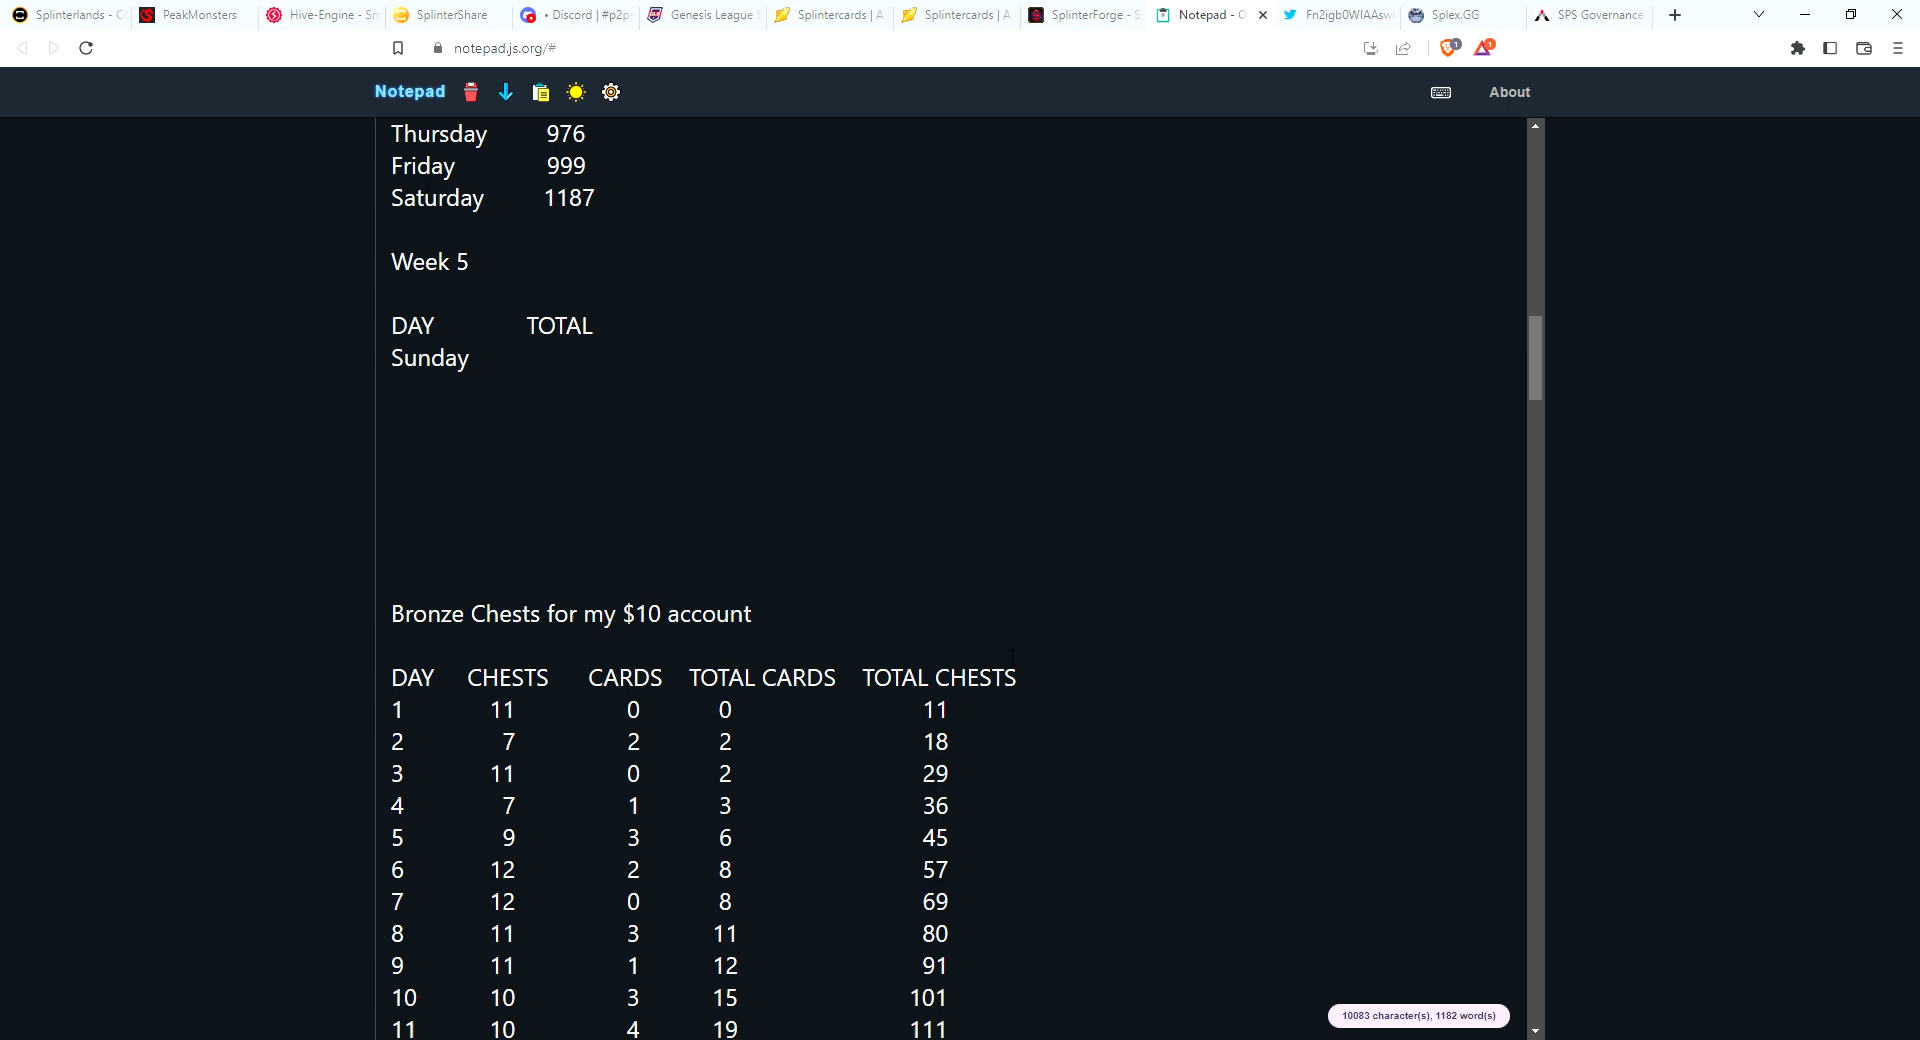 Splinterlands - C
PeakMonsters
Hive-Engine - Sm
SplinterShare
• Discord | #p2p-
Genesis League S
Splintercards | A
Splintercards | A
SplinterForge - S
Notepad - O
Fn2igb0WIAAsw
Splex.GG
SPS Governance
notepad.js.org/#
1
1
Notepad
About
Thursday 976
Friday 999
Saturday 1187
Week 5
DAY TOTAL
Sunday
Bronze Chests for my $10 account
DAY CHESTS CARDS TOTAL CARDS TOTAL CHESTS
1 11 0 0 11
2 7 2 2 18
3 11 0 2 29
4 7 1 3 36
5 9 3 6 45
6 12 2 8 57
7 12 0 8 69
8 11 3 11 80
9 11 1 12 91
10 10 3 15 101
11 10 4 19 111
10083 character(s), 1182 word(s)